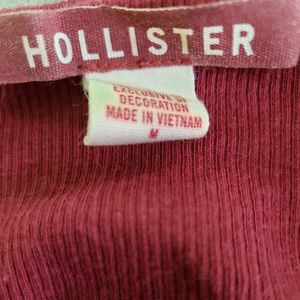 HOLLISTER
EXCLUSIVE OF
DECORATION
MADE IN VIETNAM
M